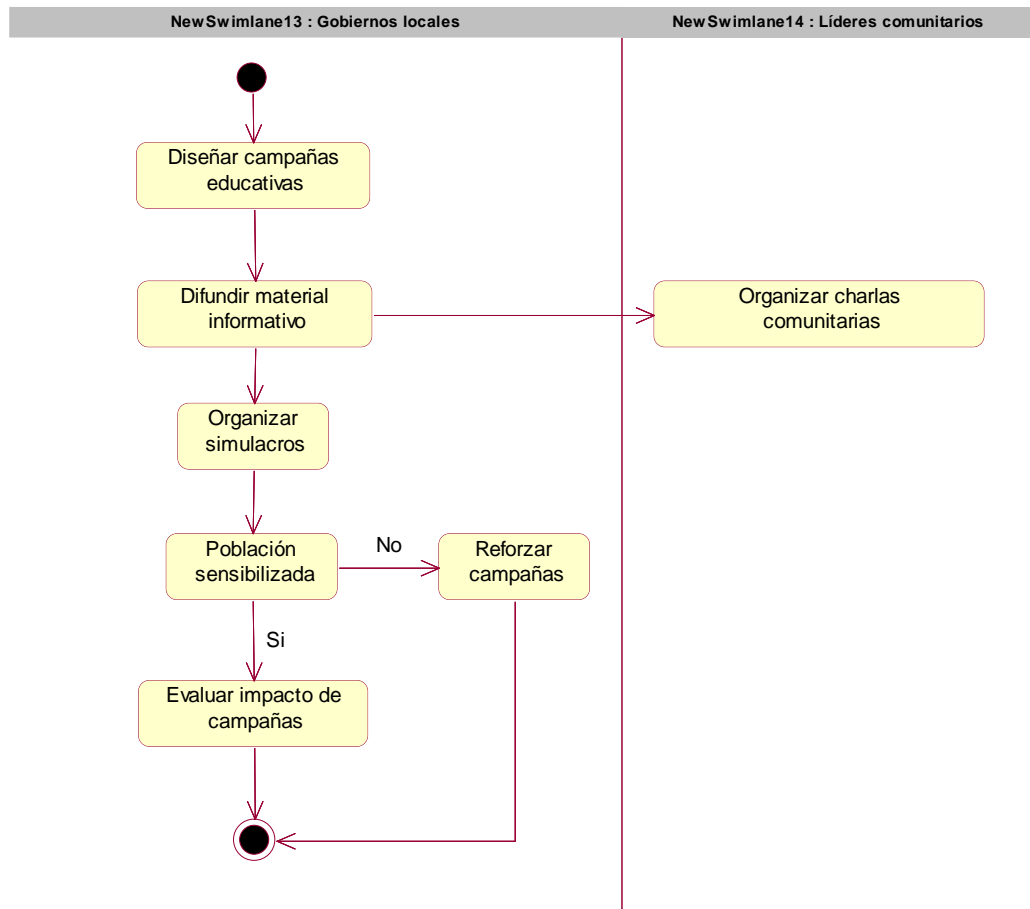 NewSwimlane13 : Gobiernos locales
NewSwimlane14 : Líderes comunitarios
Diseñar campañas
educativas
Difundir material
informativo
Organizar charlas
comunitarias
Organizar
simulacros
Población
sensibilizada
No
Reforzar
campañas
Si
Evaluar impacto de
campañas